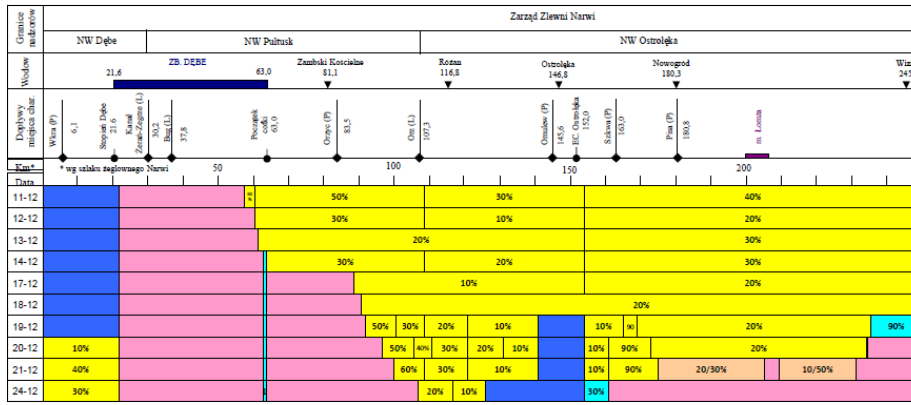 Granice nadzorów
Zarząd Zlewni Narwi
NW Dębe
NW Pułtusk
NW Ostrołęka
Wodow
21,6
ZB. DĘBE
63,0
Zambski Kościelne
81,1
Różan
116,8
Ostrołęka
146,8
Nowogród
180,3
Wiz
245
Dopływy
miejsca char.
Wkra (P)
6,1
Stopień Dębe
21.6
Kanał
Żerań-Zegrze (L)
30,2
Bug (L)
37,8
Początek
cofki
63,0
Orzyc (P)
83,5
Orz (L)
107,3
Omulew (P)
145,6
EC. Ostrołęka
152,0
Szkwa (P)
163,0
Pisa (P)
180,8
m. Łomża
Km*
* wg szlaku żeglownego Narwi
50
100
150
200
Data
11-12
50%
30%
40%
12-12
30%
10%
20%
13-12
20%
30%
14-12
30%
20%
30%
17-12
10%
20%
18-12
20%
19-12
50%
30%
20%
10%
10%
90
20%
90%
20-12
10%
50%
40%
30%
20%
10%
10%
90%
20%
21-12
40%
60%
30%
10%
10%
90%
20/30%
10/50%
24-12
30%
20%
10%
30%